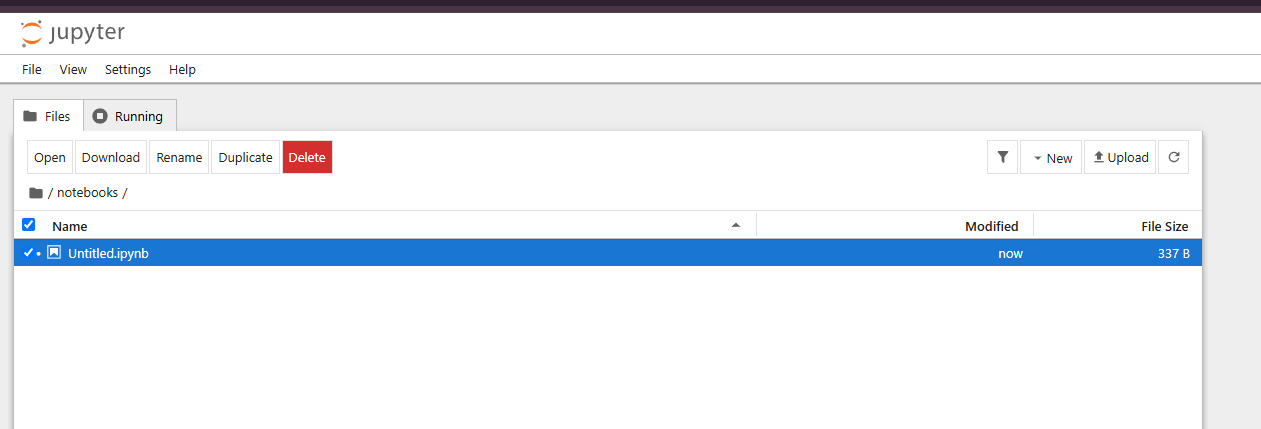 jupyter
File View Settings Help
Files Running
Open Download Rename Duplicate Delete New Upload
/ notebooks /
Name Modified File Size
Untitled.ipynb now 337 B